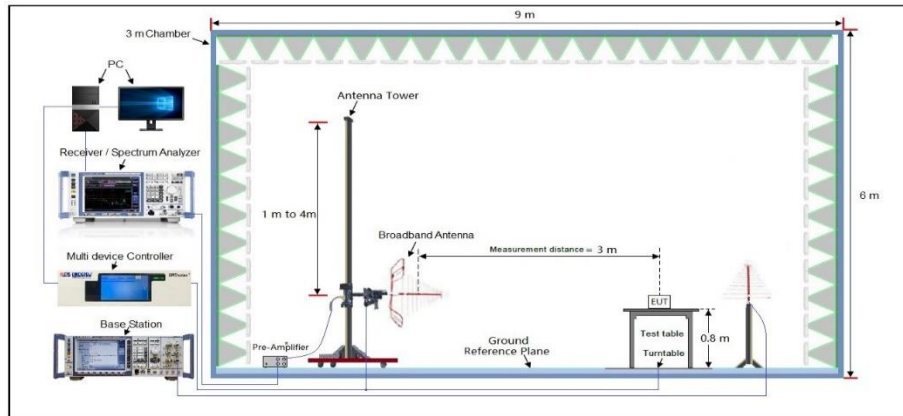 9 m
3 m Chamber
PC
Antenna Tower
Receiver / Spectrum Analyzer
6 m
1 m to 4m
Broadband Antenna
Measurement distance = 3 m
Multi device Controller
EUT
Base Station
Test table
0.8 m
Pre-Amplifier
Ground
Reference Plane
Turntable